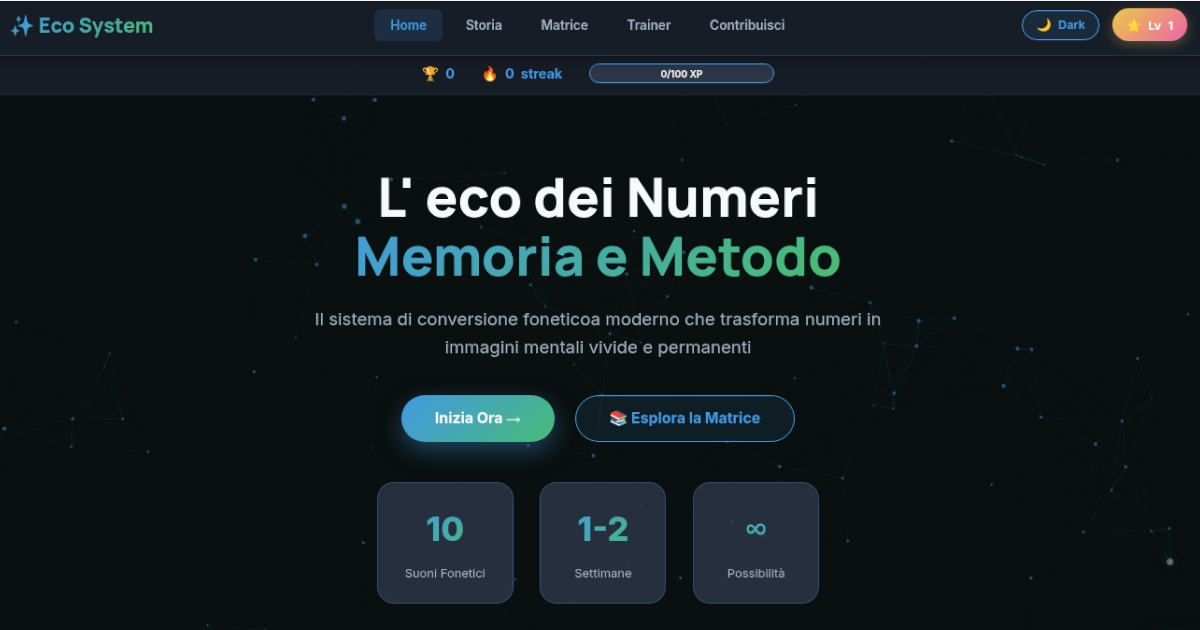 ✨ Eco System
Home Storia Matrice Trainer Contribuisci
🌙 Dark
⭐ Lv 1
🏆 0 🔥 0 streak 0/100 XP
L' eco dei Numeri
Memoria e Metodo
Il sistema di conversione foneticoa moderno che trasforma numeri in
immagini mentali vivide e permanenti
Inizia Ora →
📚 Esplora la Matrice
10
Suoni Fonetici
1-2
Settimane
∞
Possibilità